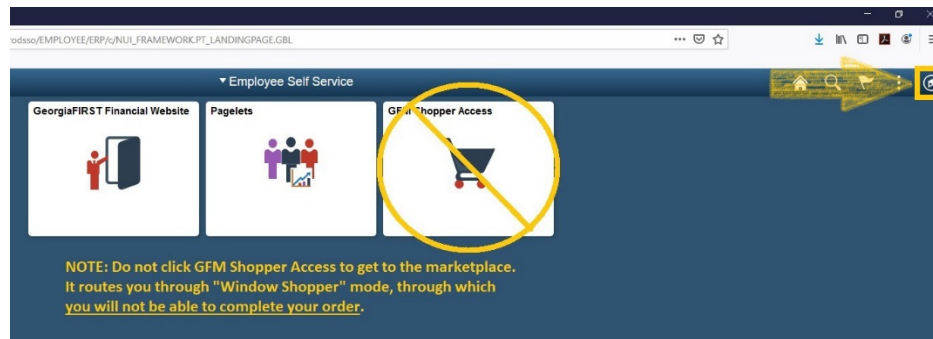 rodsso/EMPLOYEE/ERP/c/NUI_FRAMEWORK.PT_LANDINGPAGE.GBL
Employee Self Service
GeorgiaFIRST Financial Website
Pagelets
GFM Shopper Access
NOTE: Do not click GFM Shopper Access to get to the marketplace.
It routes you through "Window Shopper" mode, through which
you will not be able to complete your order.